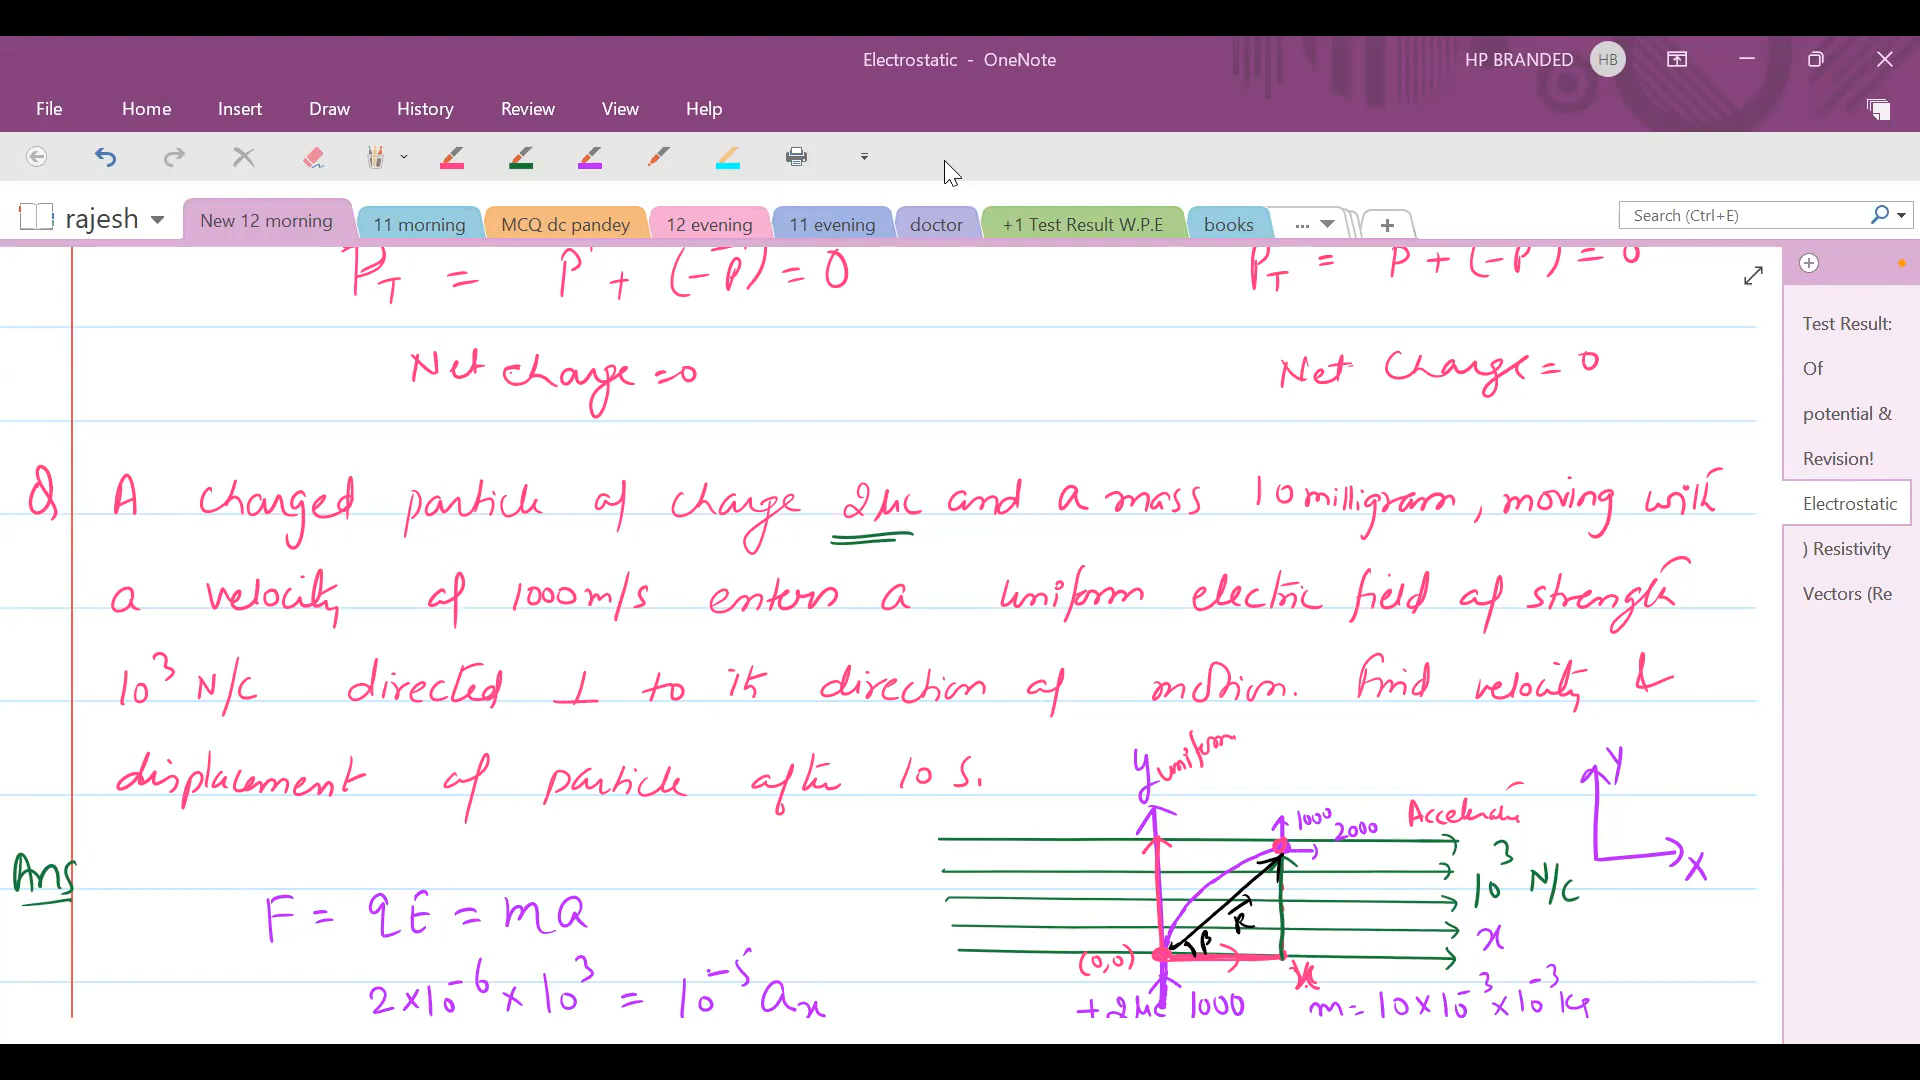 Electrostatic - OneNote
HP BRANDED HB
File Home Insert Draw History Review View Help
rajesh New 12 morning 11 morning MCQ dc pandey 12 evening 11 evening doctor +1 Test Result W.P.E books ... + Search (Ctrl+E)
P_T = P + (-P) = 0 P_T = P + (-P) = 0
Net charge = 0 Net Charge = 0
Q A charged particle of charge 2μc and a mass 10 milligram, moving with
a velocity of 1000 m/s enters a uniform electric field of strength
10³ N/C directed ⊥ to its direction of motion. Find velocity &
displacement of particle after 10 S.
y uniform
Y
1000 2000 Accelerate
10³ N/C
X
Ans
F = qE = ma
R
β
x
(0,0)
x
2×10⁻⁶ × 10³ = 10⁻⁵ aₓ
+2μc 1000 m = 10×10⁻³×10⁻³ kg
Test Result:
Of
potential &
Revision!
Electrostatic
) Resistivity
Vectors (Re